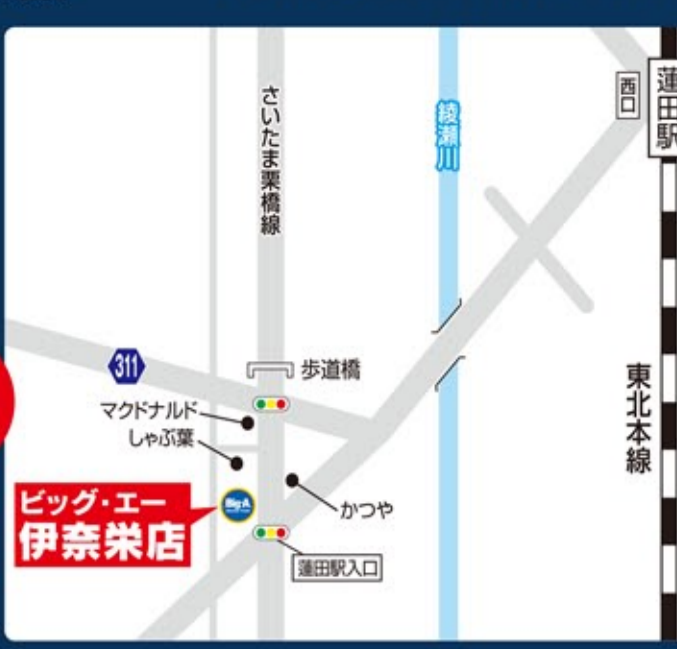 さいたま栗橋線
綾瀬川
西口
蓮田駅
311
歩道橋
マクドナルド
しゃぶ葉
ビッグ・エー
伊奈栄店
Big-A
かつや
蓮田駅入口
東北本線